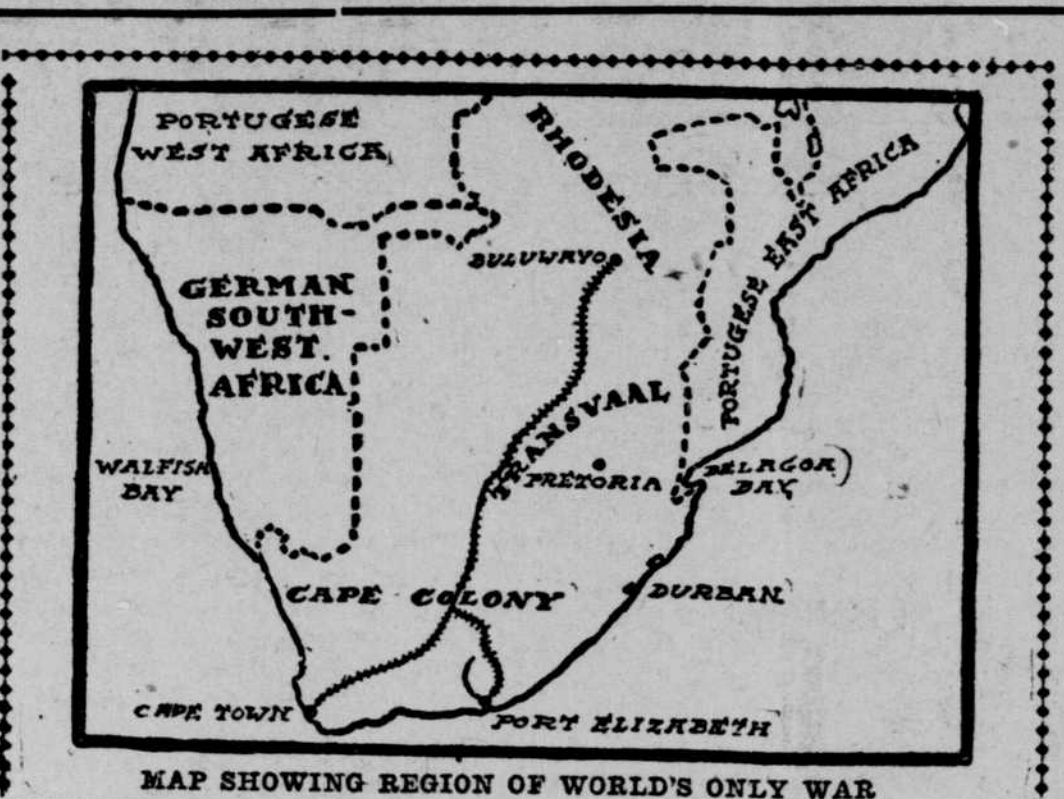 PORTUGESE
WEST AFRICA
RHODESIA
PORTUGESE EAST AFRICA
BULUWAYO
GERMAN
SOUTH-
WEST.
AFRICA
TRANSVAAL
WALFISH
BAY
PRETORIA
DELAGOA
BAY
CAPE COLONY
DURBAN
CAPE TOWN
PORT ELIZABETH
MAP SHOWING REGION OF WORLD'S ONLY WAR